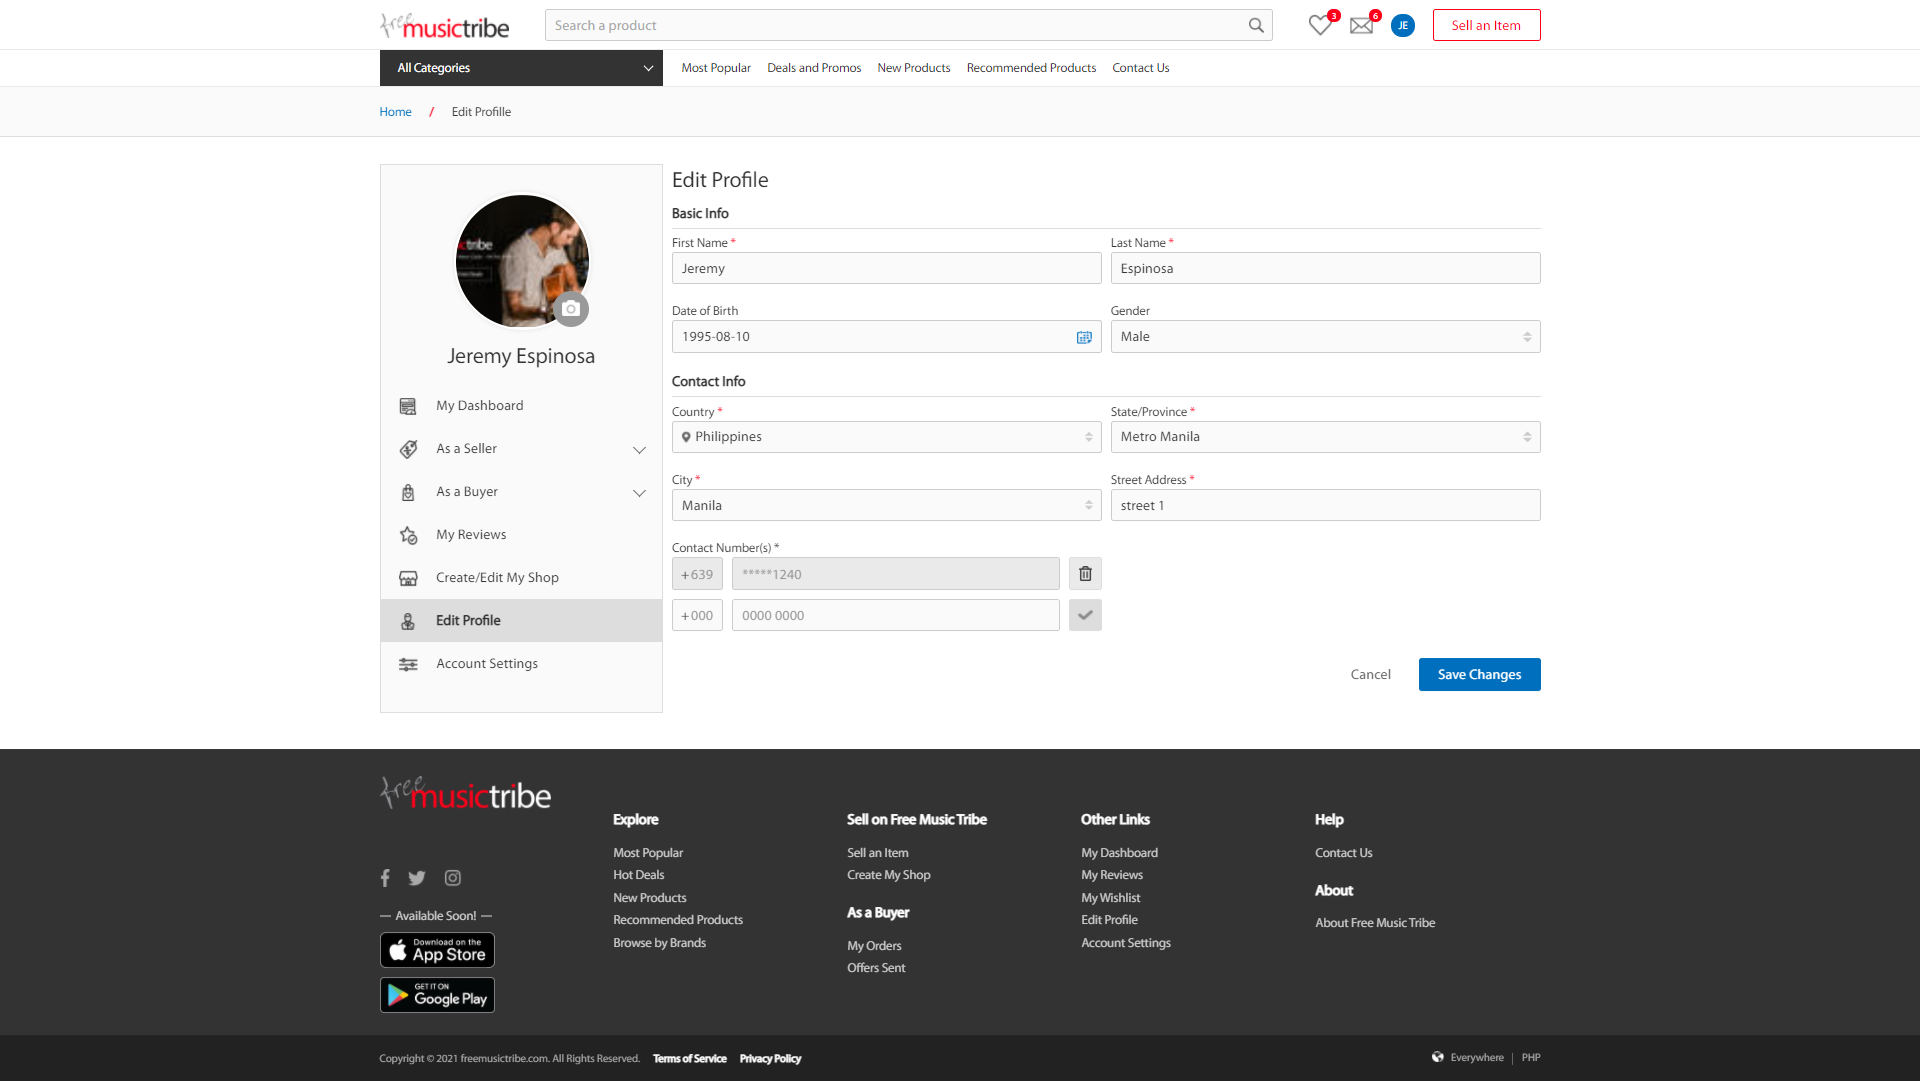 free musictribe
Search a product
3
6
JE
Sell an Item
All Categories
Most Popular
Deals and Promos
New Products
Recommended Products
Contact Us
Home / Edit Profille
Jeremy Espinosa
My Dashboard
As a Seller
As a Buyer
My Reviews
Create/Edit My Shop
Edit Profile
Account Settings
Edit Profile
Basic Info
First Name *
Last Name *
Jeremy
Espinosa
Date of Birth
Gender
1995-08-10
Male
Contact Info
Country *
State/Province *
Philippines
Metro Manila
City *
Street Address *
Manila
street 1
Contact Number(s) *
+639
*****1240
+000
0000 0000
Cancel
Save Changes
free musictribe
— Available Soon! —
Download on the
App Store
GET IT ON
Google Play
Explore
Most Popular
Hot Deals
New Products
Recommended Products
Browse by Brands
Sell on Free Music Tribe
Sell an Item
Create My Shop
As a Buyer
My Orders
Offers Sent
Other Links
My Dashboard
My Reviews
My Wishlist
Edit Profile
Account Settings
Help
Contact Us
About
About Free Music Tribe
Copyright © 2021 freemusictribe.com. All Rights Reserved.
Terms of Service
Privacy Policy
Everywhere | PHP